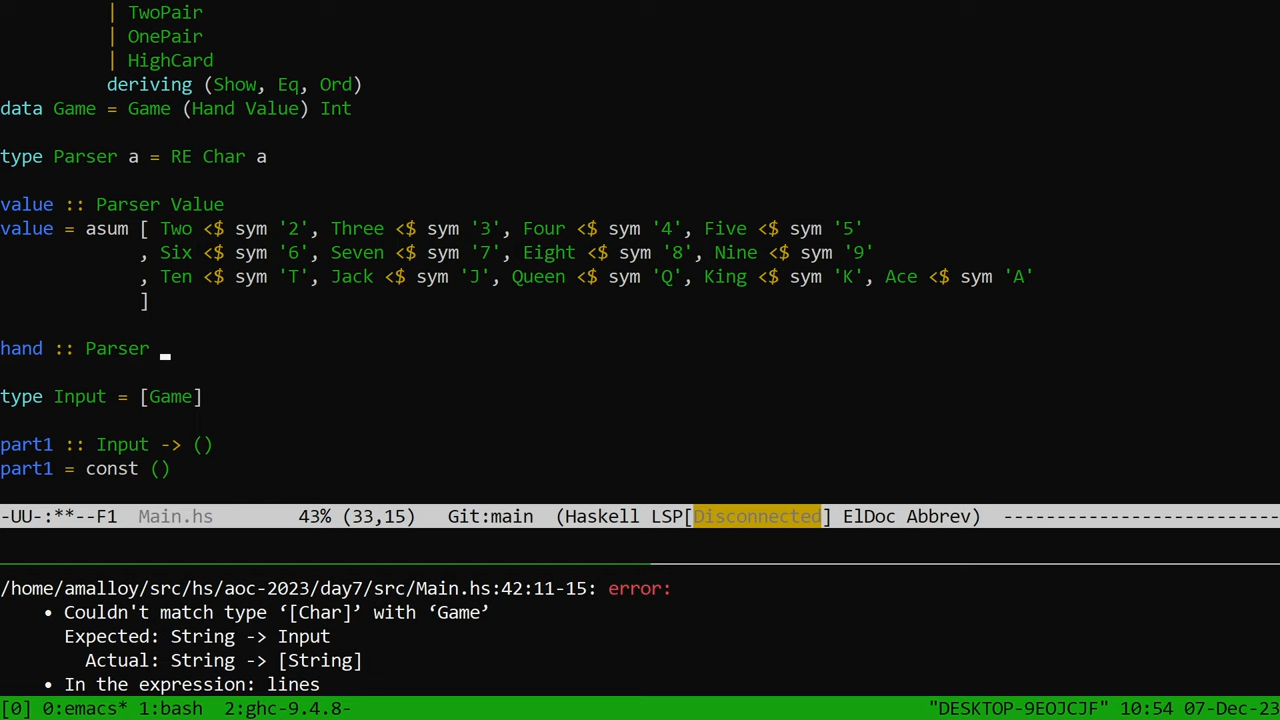 | TwoPair
| OnePair
| HighCard
deriving (Show, Eq, Ord)
data Game = Game (Hand Value) Int
type Parser a = RE Char a
value :: Parser Value
value = asum [ Two <$ sym '2', Three <$ sym '3', Four <$ sym '4', Five <$ sym '5'
, Six <$ sym '6', Seven <$ sym '7', Eight <$ sym '8', Nine <$ sym '9'
, Ten <$ sym 'T', Jack <$ sym 'J', Queen <$ sym 'Q', King <$ sym 'K', Ace <$ sym 'A'
]
hand :: Parser
type Input = [Game]
part1 :: Input -> ()
part1 = const ()
-UU-:**--F1  Main.hs  43% (33,15)  Git:main  (Haskell LSP[Disconnected] ElDoc Abbrev) --------------------------
/home/amalloy/src/hs/aoc-2023/day7/src/Main.hs:42:11-15: error:
• Couldn't match type ‘[Char]’ with ‘Game’
Expected: String -> Input
Actual: String -> [String]
• In the expression: lines
[0] 0:emacs* 1:bash  2:ghc-9.4.8-  "DESKTOP-9EOJCJF" 10:54 07-Dec-23